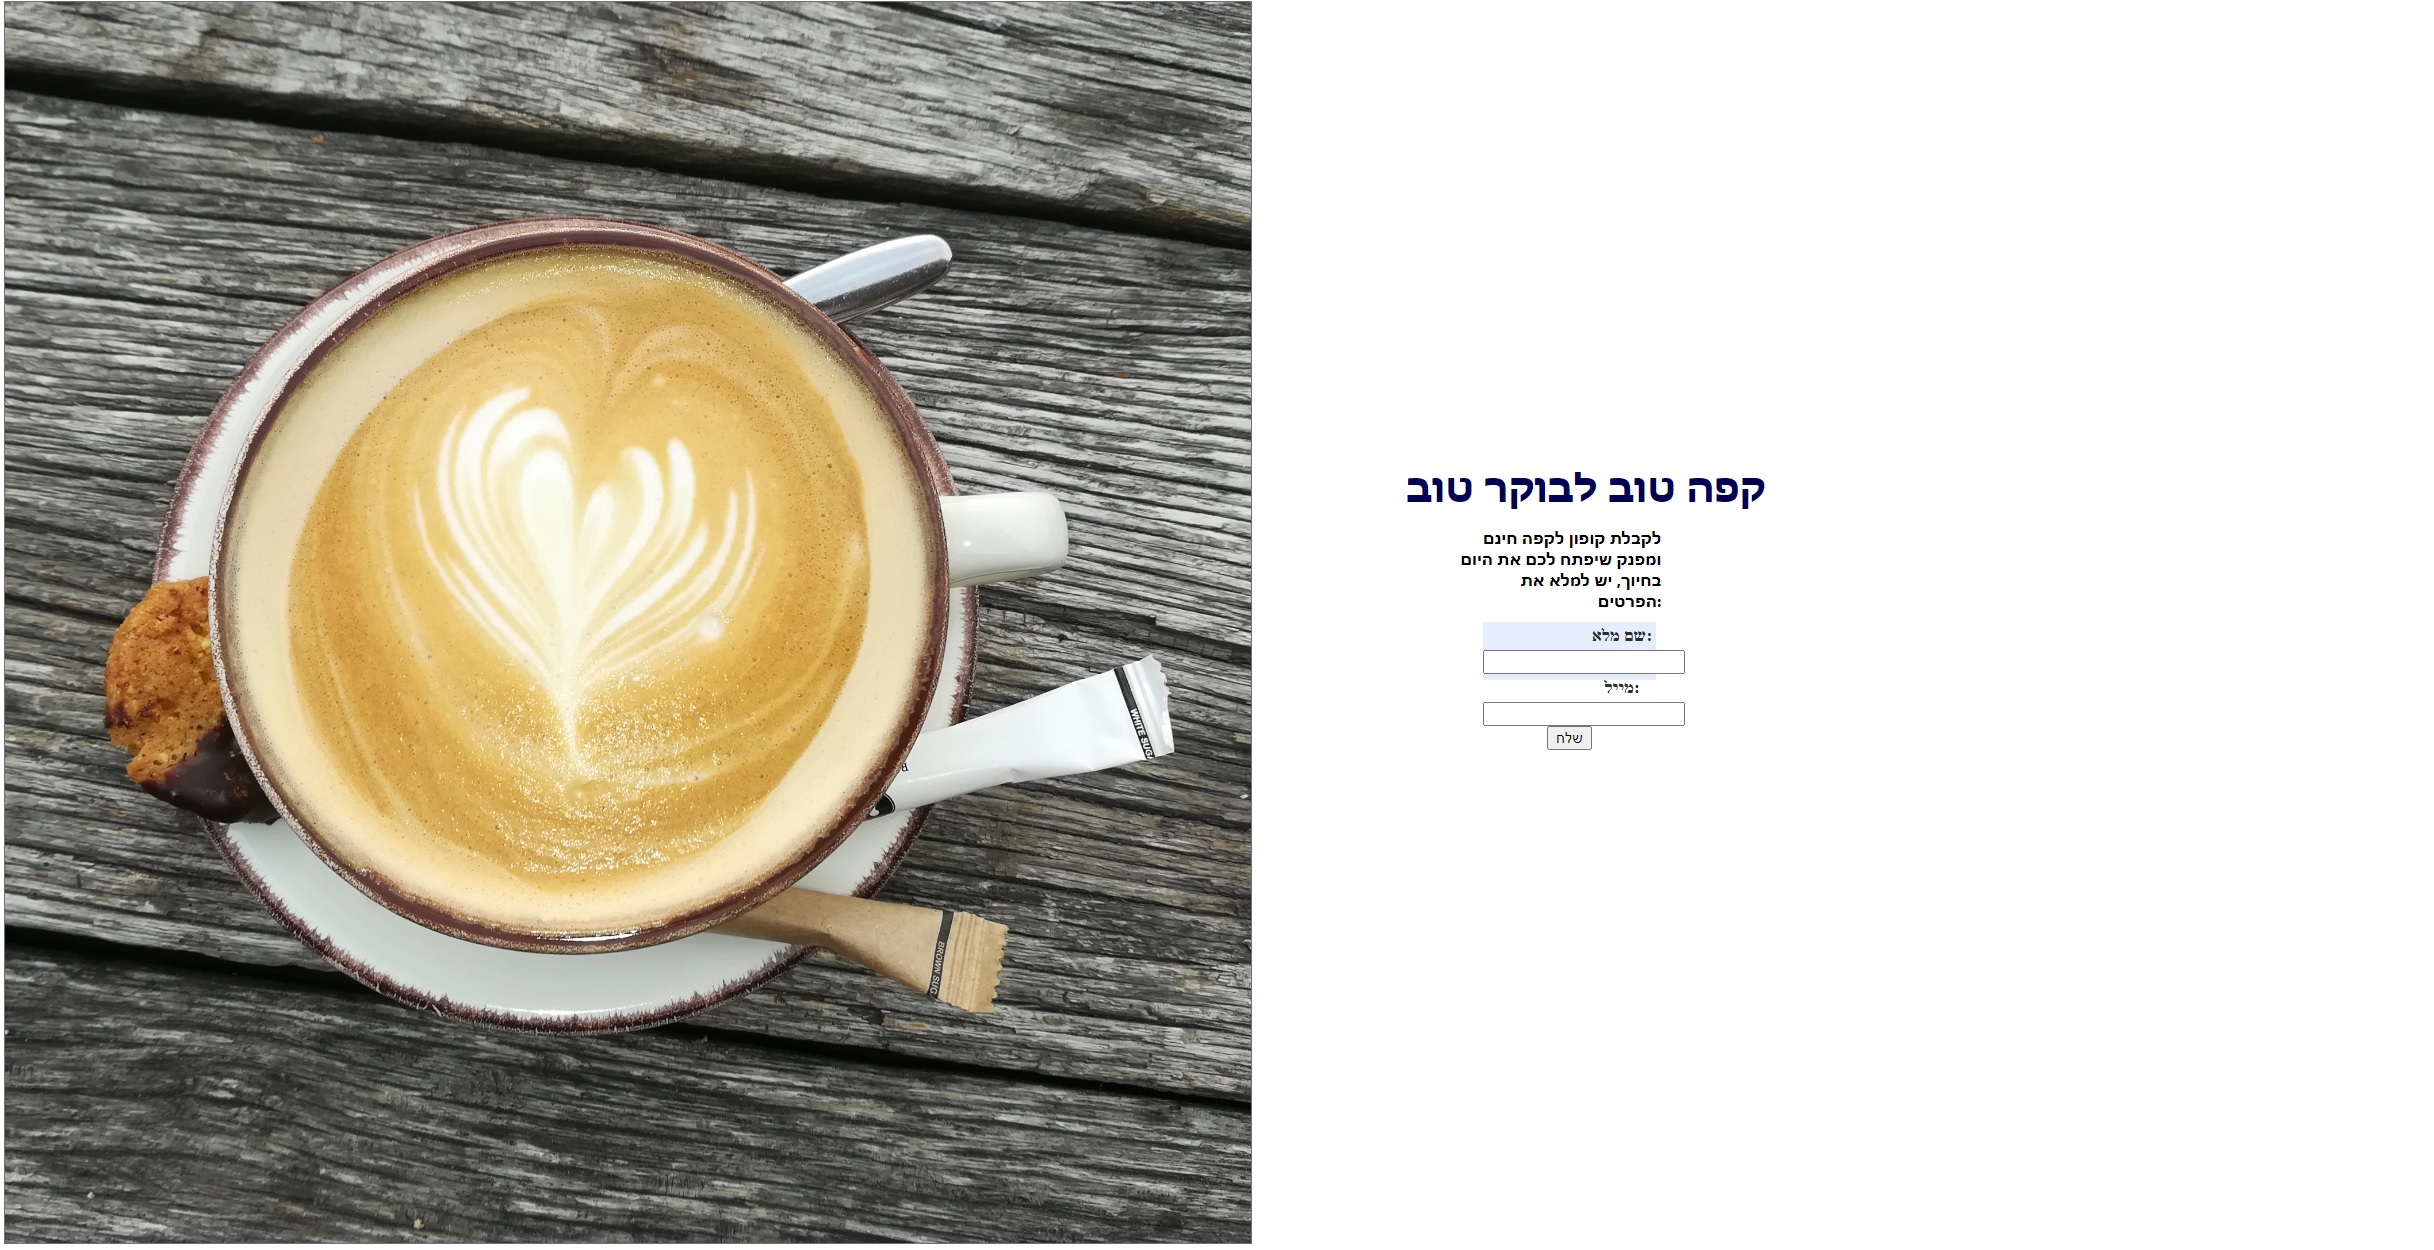 קפה טוב לבוקר טוב
לקבלת קופון לקפה חינם
ומפנק שיפתח לכם את היום
בחיוך, יש למלא את
הפרטים:
שם מלא:
מייל:
שלח
WHITE SUG
BROWN SUG